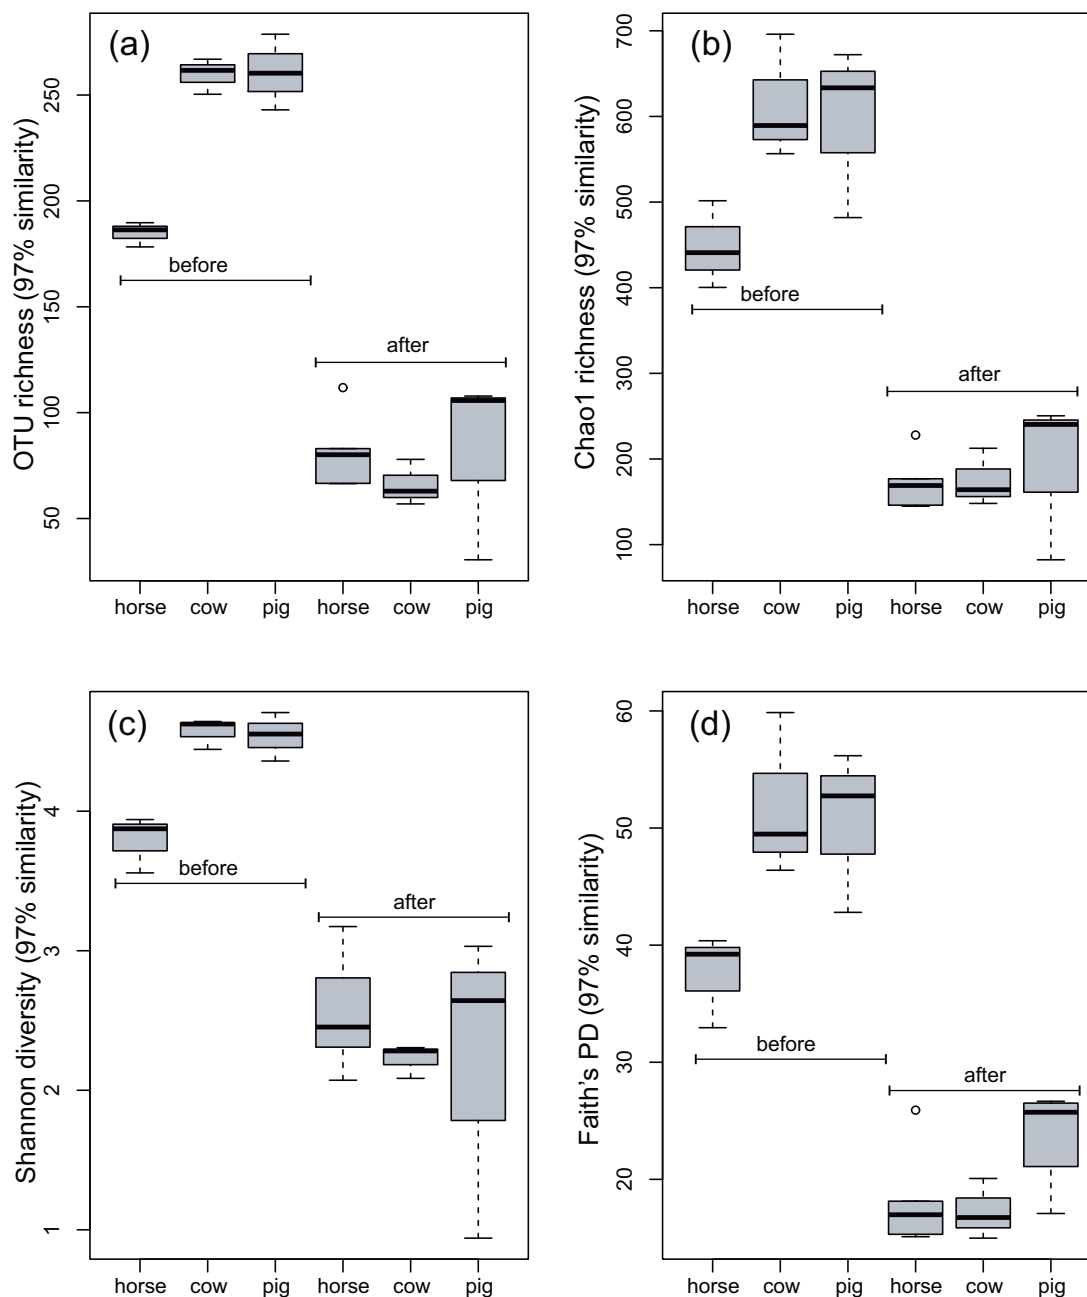 (a)
OTU richness (97% similarity)
250
200
150
100
50
before
after
horse cow pig horse cow pig
(b)
Chao1 richness (97% similarity)
700
600
500
400
300
200
100
before
after
horse cow pig horse cow pig
(c)
Shannon diversity (97% similarity)
4
3
2
1
before
after
horse cow pig horse cow pig
(d)
Faith's PD (97% similarity)
60
50
40
30
20
before
after
horse cow pig horse cow pig